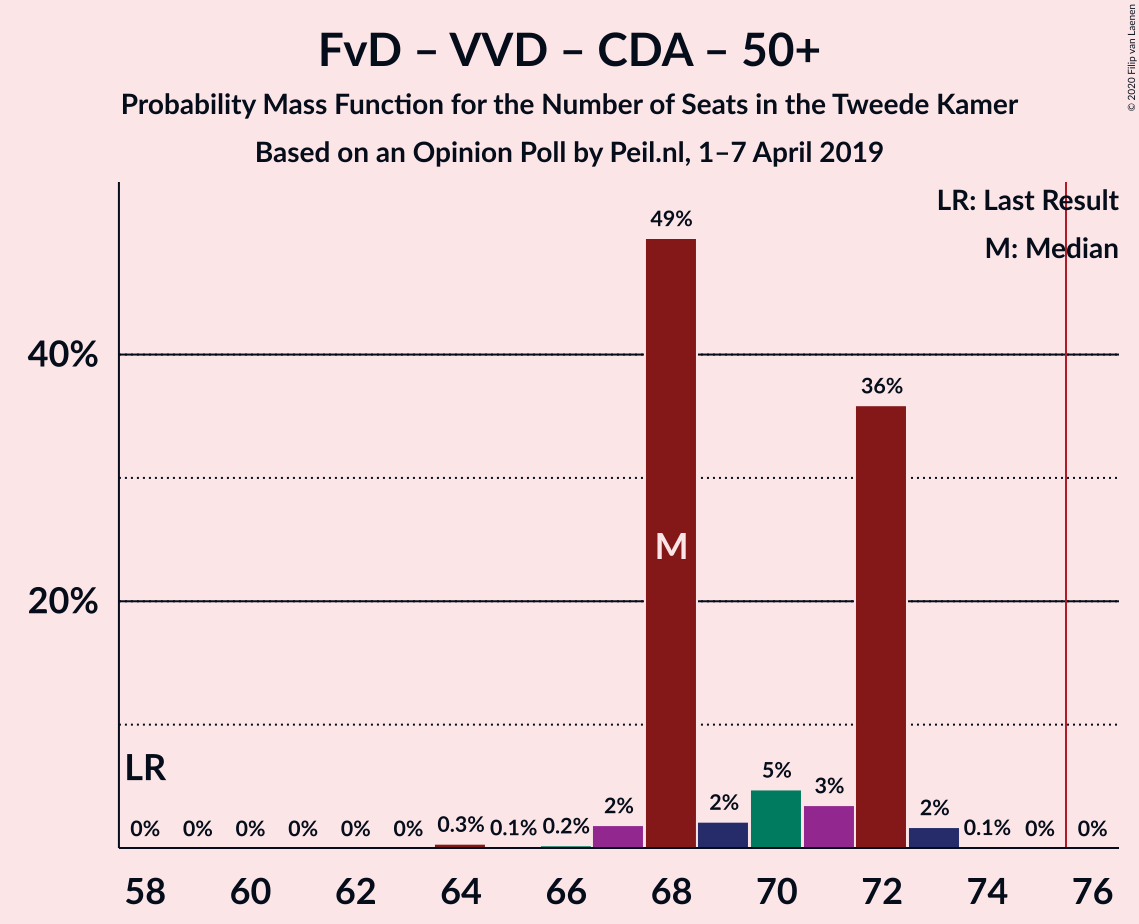 FvD – VVD – CDA – 50+
Probability Mass Function for the Number of Seats in the Tweede Kamer
Based on an Opinion Poll by Peil.nl, 1–7 April 2019
© 2020 Filip van Laenen
LR: Last Result
M: Median
49%
40%
36%
M
20%
LR
0% 0% 0% 0% 0% 0% 0.3% 0.1% 0.2% 2% 2% 5% 3% 2% 0.1% 0% 0%
58 60 62 64 66 68 70 72 74 76